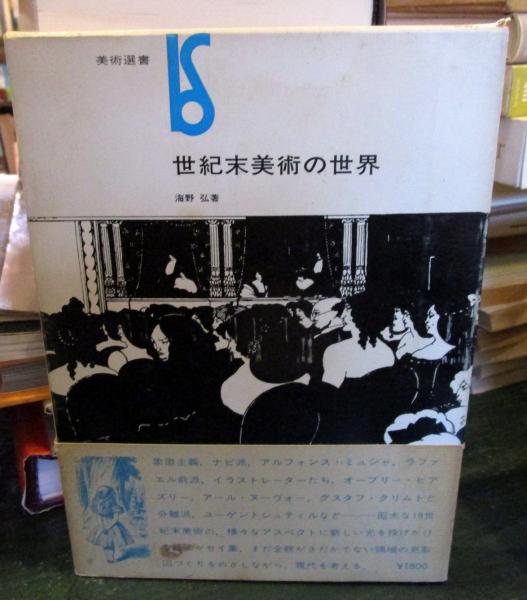 美術選書
世紀末美術の世界
海野 弘著
象徴主義、ナビ派、アルフォンス・ミュシャ、ラファ
エル前派、イラストレーターたち、オーブリー・ビア
ズリー、アール・ヌーヴォー、グスタフ・クリムトと
分離派、ユーゲントシュティルなど――厖大な19世
紀末美術の、様々なアスペクトに新しい光を投げかけ
ッセイ集。まだ全貌がさだかでない領域の見取
図づくりをめざしながら、現代を考える。 ¥1800